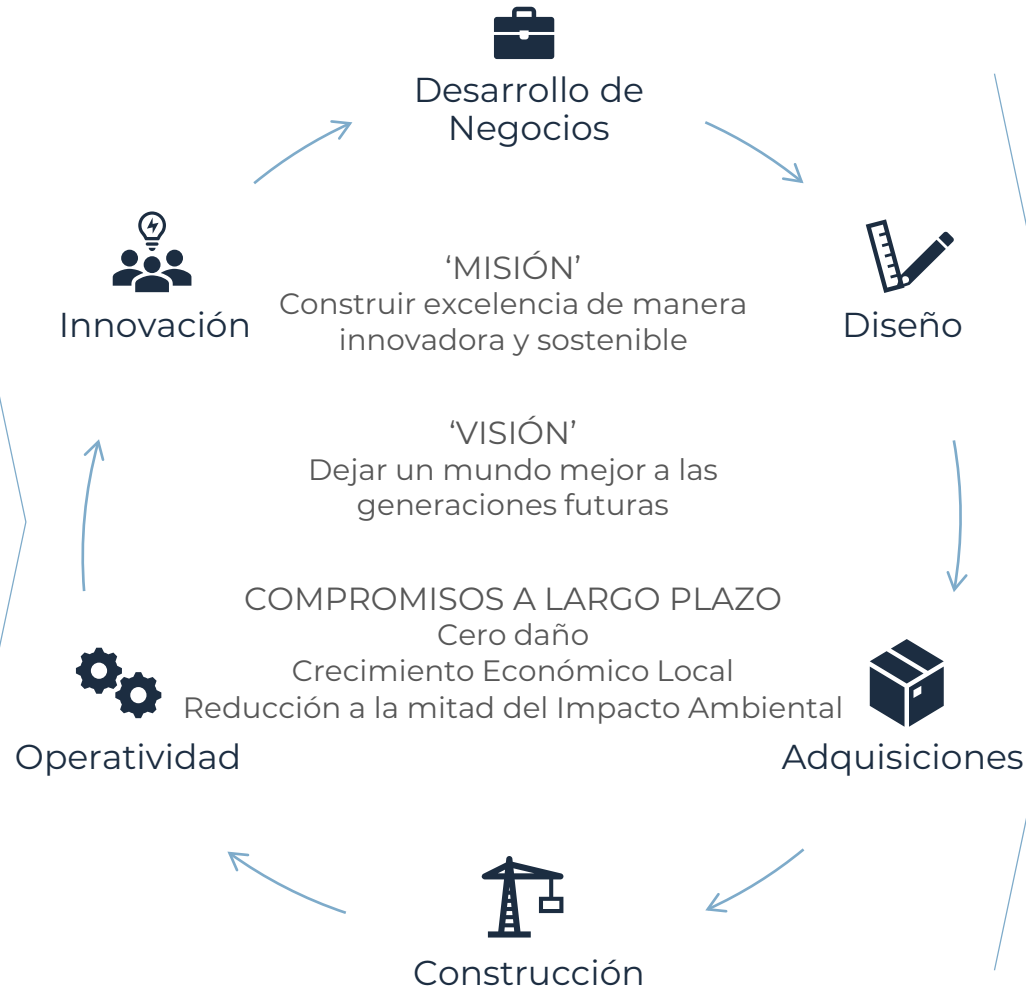 Desarrollo de
Negocios
Innovación
‘MISIÓN’
Construir excelencia de manera
innovadora y sostenible
Diseño
‘VISIÓN’
Dejar un mundo mejor a las
generaciones futuras
COMPROMISOS A LARGO PLAZO
Cero daño
Crecimiento Económico Local
Reducción a la mitad del Impacto Ambiental
Operatividad
Adquisiciones
Construcción